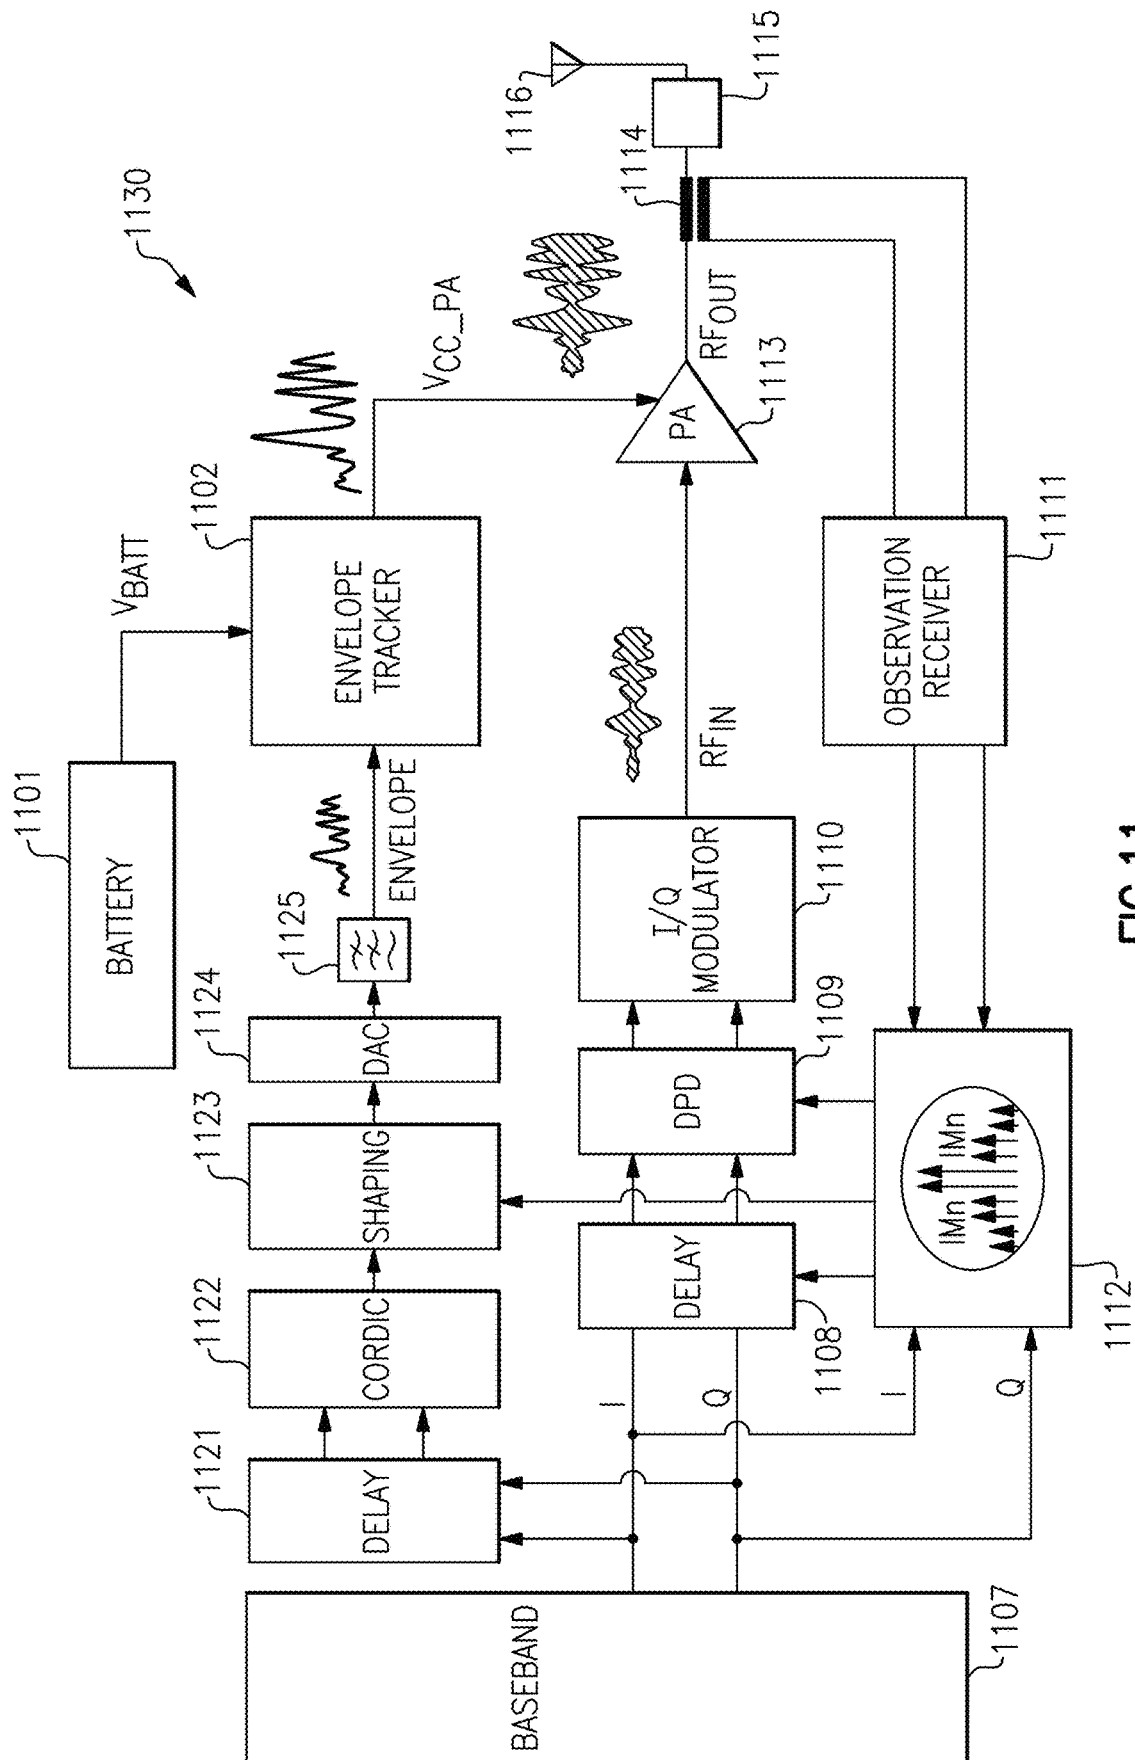 1130
1101
BATTERY
VBATT
1102
ENVELOPE
TRACKER
VCC_PA
1116
1115
1114
1121
DELAY
1122
CORDIC
1123
SHAPING
1124
DAC
1125
ENVELOPE
BASEBAND
1107
I
Q
DELAY
1108
DPD
1109
I/Q
MODULATOR
1110
RFIN
PA
1113
RFOUT
I
Q
IMn
IMn
1112
OBSERVATION
RECEIVER
1111
FIG.11